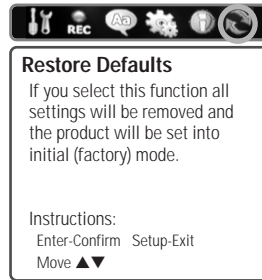 REC
Aa
i
Restore Defaults
If you select this function all
settings will be removed and
the product will be set into
initial (factory) mode.
Instructions:
Enter-Confirm Setup-Exit
Move ▲▼